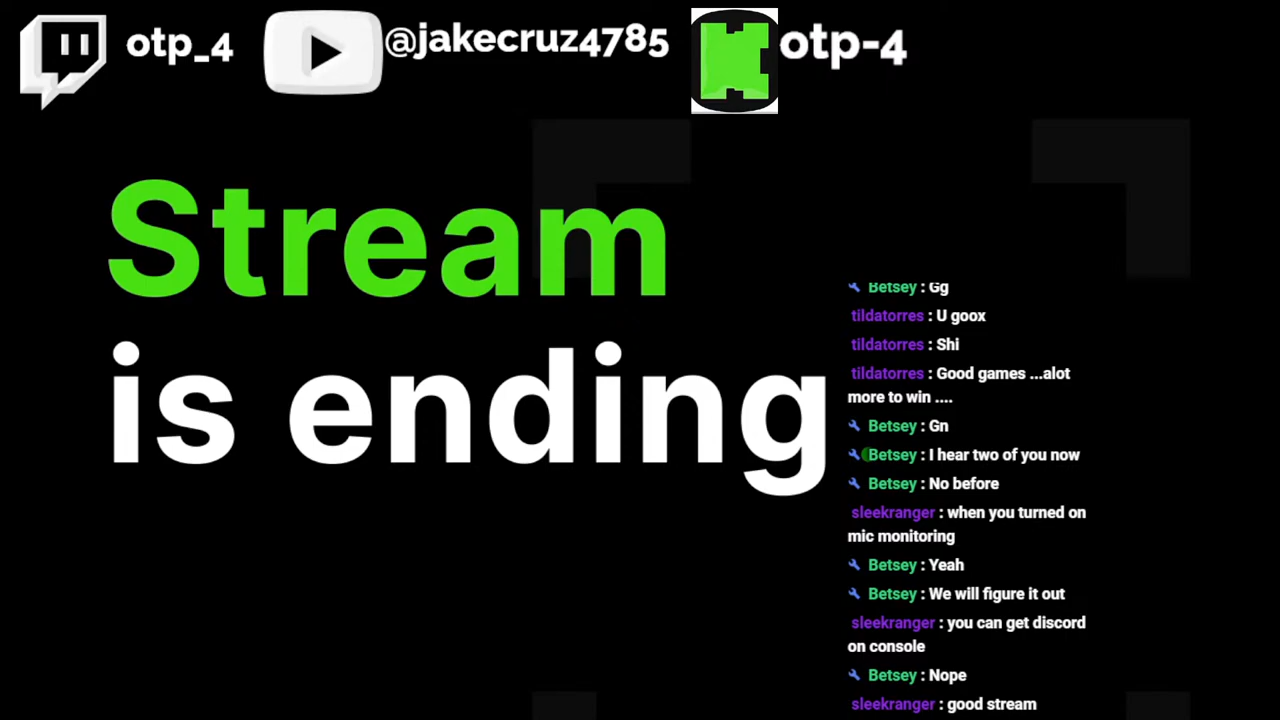 otp_4 @jakecruz4785 otp-4
Stream
is ending
Betsey : Gg
tildatorres : U goox
tildatorres : Shi
tildatorres : Good games ...alot
more to win ....
Betsey : Gn
Betsey : I hear two of you now
Betsey : No before
sleekranger : when you turned on
mic monitoring
Betsey : Yeah
Betsey : We will figure it out
sleekranger : you can get discord
on console
Betsey : Nope
sleekranger : good stream